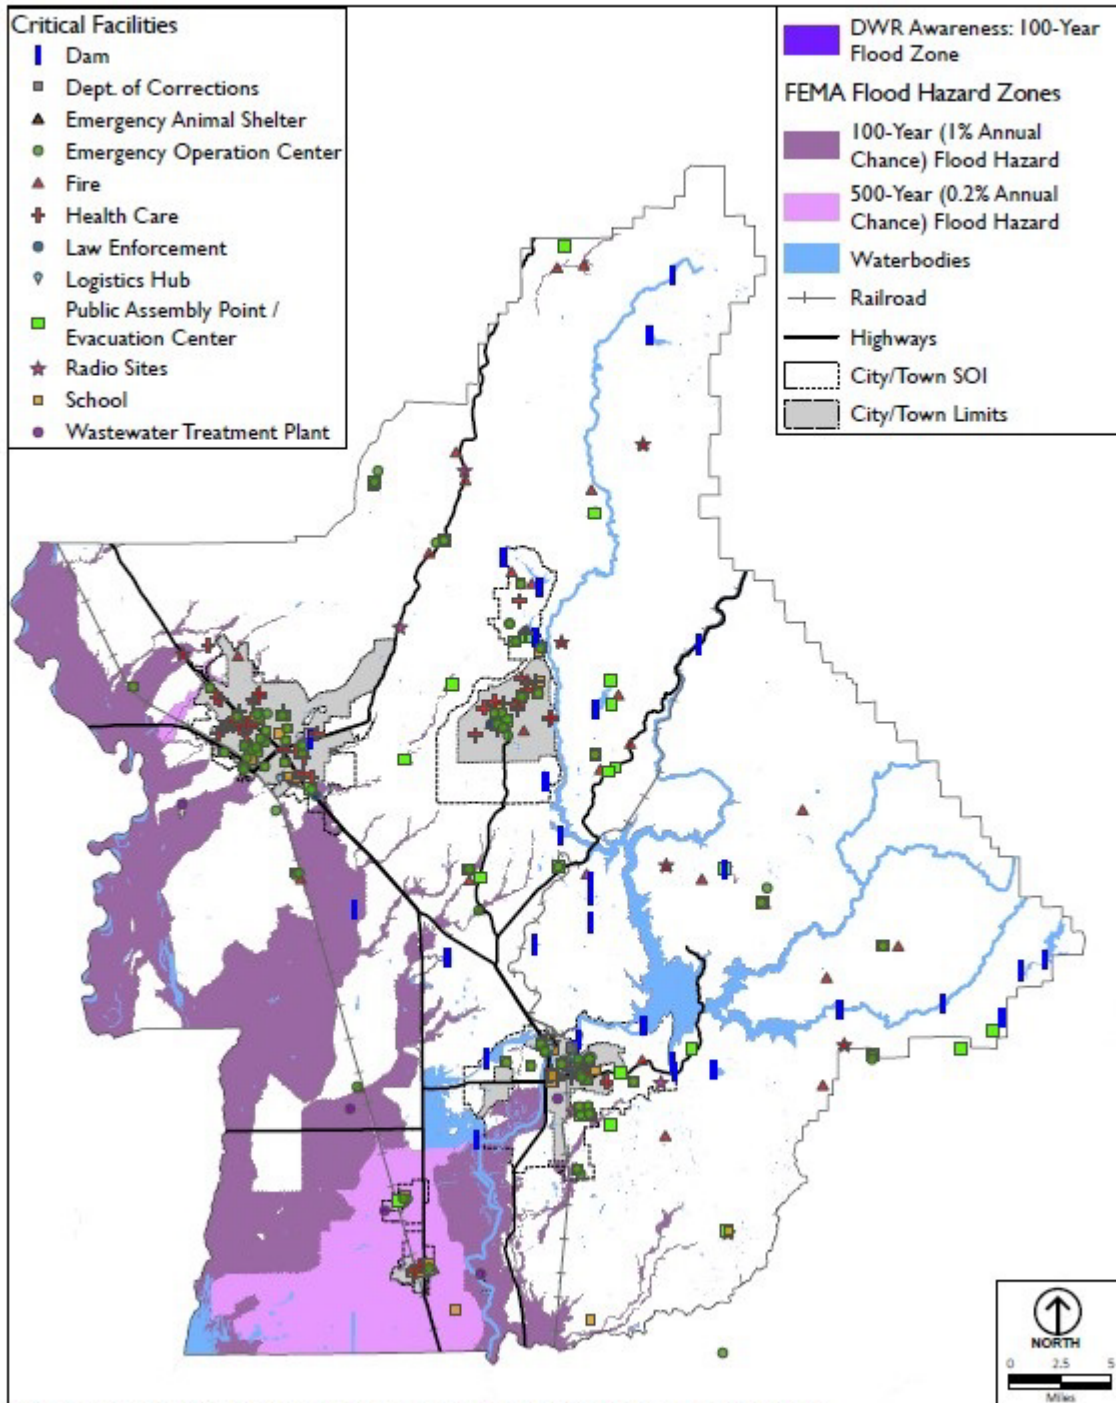 Critical Facilities
Dam
Dept. of Corrections
Emergency Animal Shelter
Emergency Operation Center
Fire
Health Care
Law Enforcement
Logistics Hub
Public Assembly Point /
Evacuation Center
Radio Sites
School
Wastewater Treatment Plant
DWR Awareness: 100-Year
Flood Zone
FEMA Flood Hazard Zones
100-Year (1% Annual
Chance) Flood Hazard
500-Year (0.2% Annual
Chance) Flood Hazard
Waterbodies
Railroad
Highways
City/Town SOI
City/Town Limits
NORTH
0 2.5 5
Miles